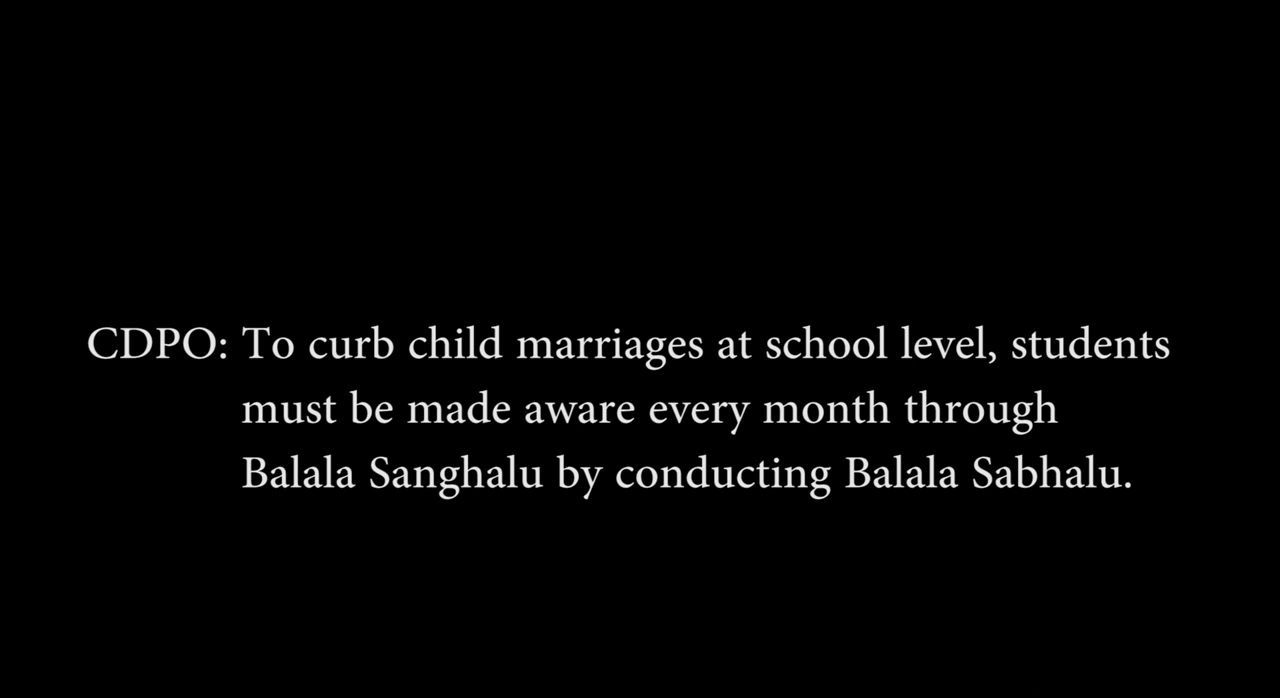 CDPO: To curb child marriages at school level, students
must be made aware every month through
Balala Sanghalu by conducting Balala Sabhalu.